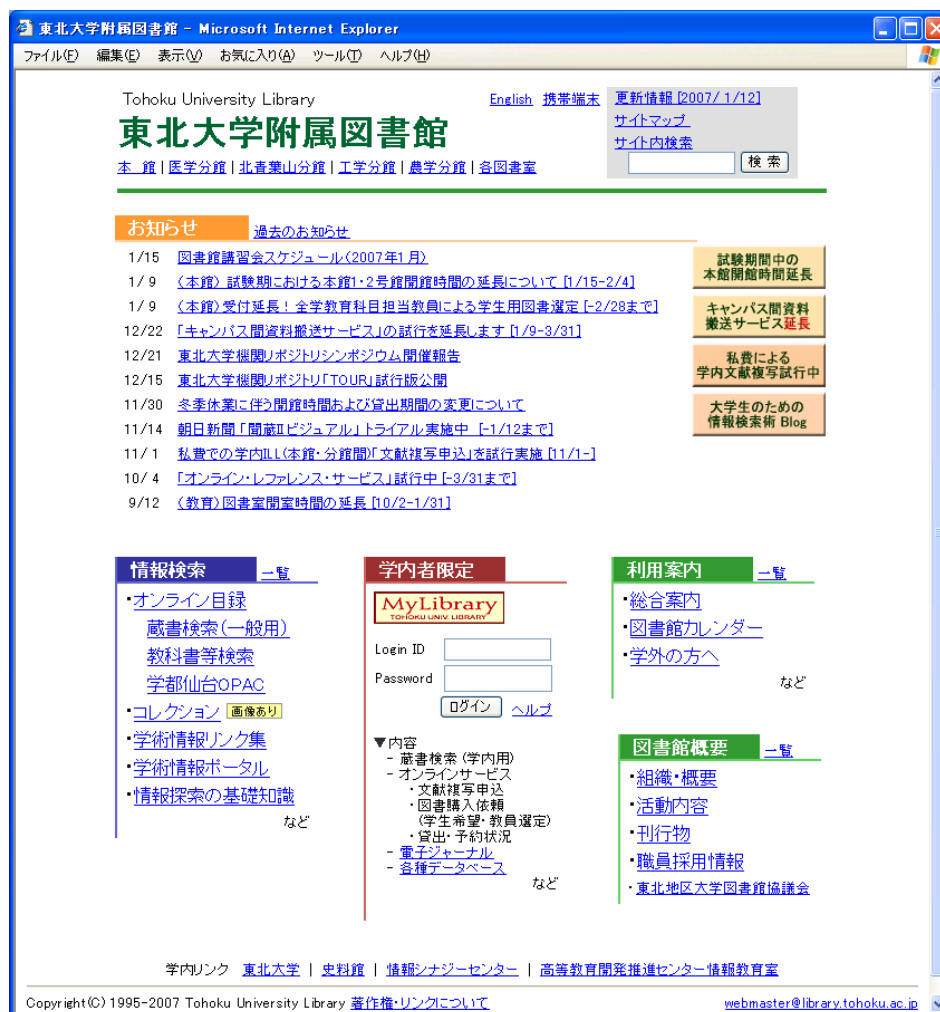 東北大学附属図書館 - Microsoft Internet Explorer
ファイル(F) 編集(E) 表示(V) お気に入り(A) ツール(T) ヘルプ(H)
Tohoku University Library
English 携帯端末
更新情報 [2007/ 1/12]
東北大学附属図書館
サイトマップ
サイト内検索
検 索
本 館 | 医学分館 | 北青葉山分館 | 工学分館 | 農学分館 | 各図書室
お知らせ 過去のお知らせ
1/15 図書館講習会スケジュール(2007年1月)
1/ 9 〈本館〉試験期における本館1・2号館開館時間の延長について [1/15-2/4]
1/ 9 〈本館〉受付延長!全学教育科目担当教員による学生用図書選定 [-2/28まで]
12/22 「キャンパス間資料搬送サービス」の試行を延長します [1/9-3/31]
12/21 東北大学機関リポジトリシンポジウム開催報告
12/15 東北大学機関リポジトリ「TOUR」試行版公開
11/30 冬季休業に伴う開館時間および貸出期間の変更について
11/14 朝日新聞「聞蔵IIビジュアル」トライアル実施中 [-1/12まで]
11/ 1 私費での学内ILL(本館・分館間)「文献複写申込」を試行実施 [11/1-]
10/ 4 「オンライン・レファレンス・サービス」試行中 [-3/31まで]
9/12 〈教育〉図書室開室時間の延長 [10/2-1/31]
試験期間中の
本館開館時間延長
キャンパス間資料
搬送サービス延長
私費による
学内文献複写試行中
大学生のための
情報検索術 Blog
情報検索 一覧
・オンライン目録
蔵書検索(一般用)
教科書等検索
学都仙台OPAC
・コレクション 画像あり
・学術情報リンク集
・学術情報ポータル
・情報探索の基礎知識
など
学内者限定
MyLibrary
TOHOKU UNIV. LIBRARY
Login ID
Password
ログイン ヘルプ
▼内容
- 蔵書検索 (学内用)
- オンラインサービス
・文献複写申込
・図書購入依頼
(学生希望・教員選定)
・貸出・予約状況
- 電子ジャーナル
- 各種データベース
など
利用案内 一覧
・総合案内
・図書館カレンダー
・学外の方へ
など
図書館概要 一覧
・組織・概要
・活動内容
・刊行物
・職員採用情報
・東北地区大学図書館協議会
学内リンク 東北大学 | 史料館 | 情報シナジーセンター | 高等教育開発推進センター情報教育室
Copyright(C) 1995-2007 Tohoku University Library 著作権・リンクについて
webmaster@library.tohoku.ac.jp